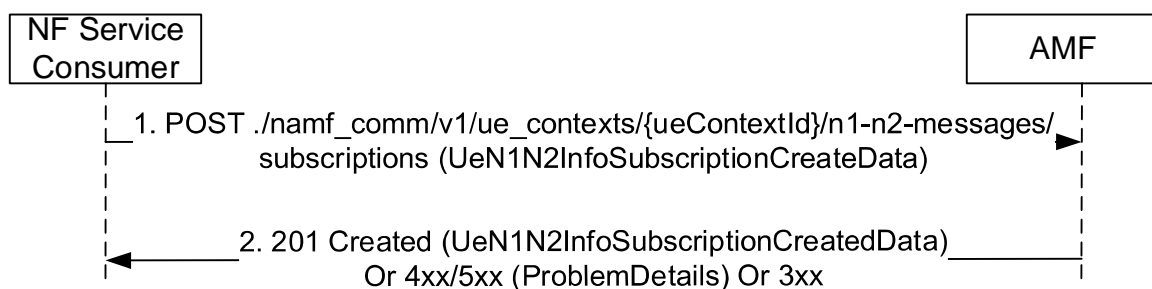 NF Service
Consumer
AMF
1. POST ./namf_comm/v1/ue_contexts/{ueContextId}/n1-n2-messages/
subscriptions (UeN1N2InfoSubscriptionCreateData)
2. 201 Created (UeN1N2InfoSubscriptionCreatedData)
Or 4xx/5xx (ProblemDetails) Or 3xx